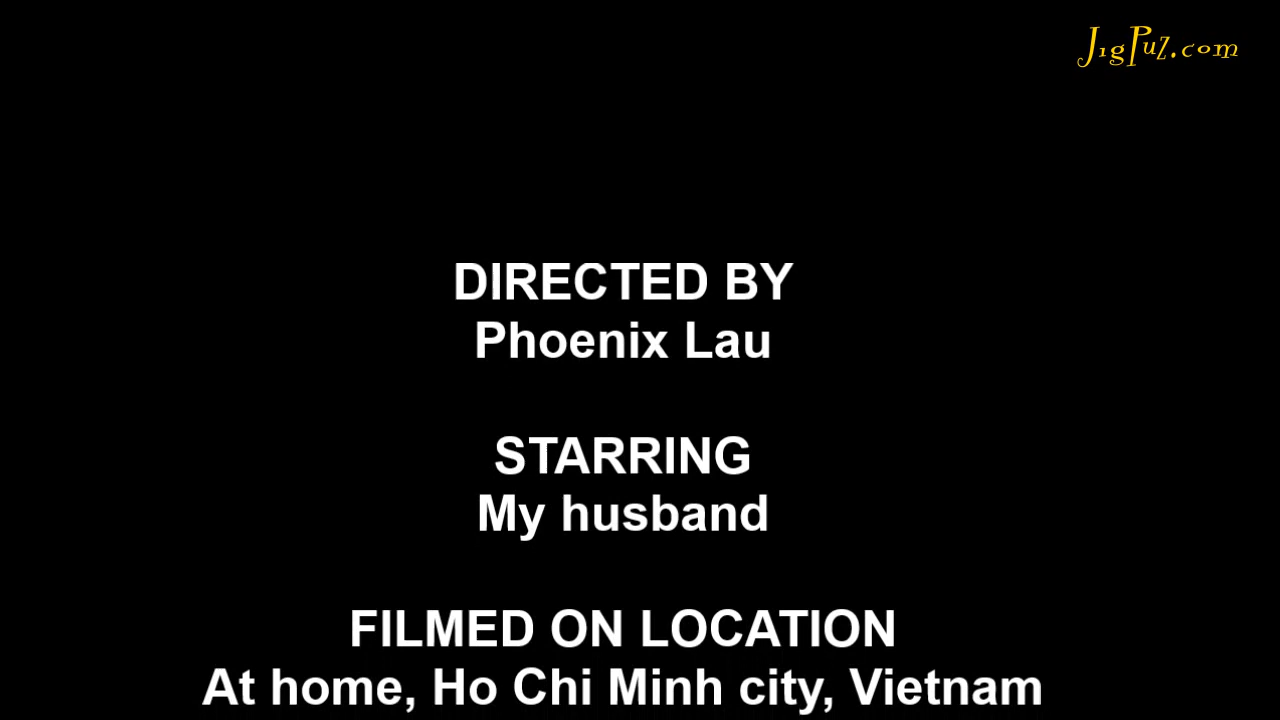 JigPuz.com
DIRECTED BY
Phoenix Lau
STARRING
My husband
FILMED ON LOCATION
At home, Ho Chi Minh city, Vietnam